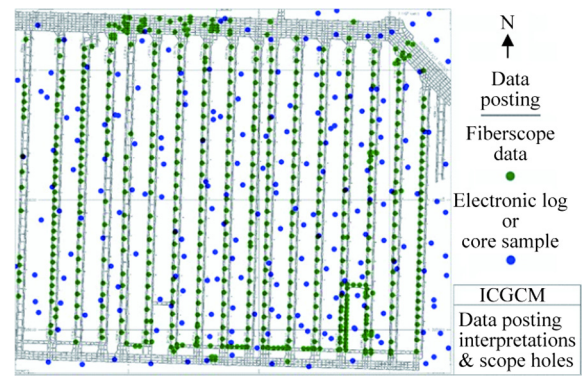 N
Data
posting
Fiberscope
data
Electronic log
or
core sample
ICGCM
Data posting
interpretations
& scope holes